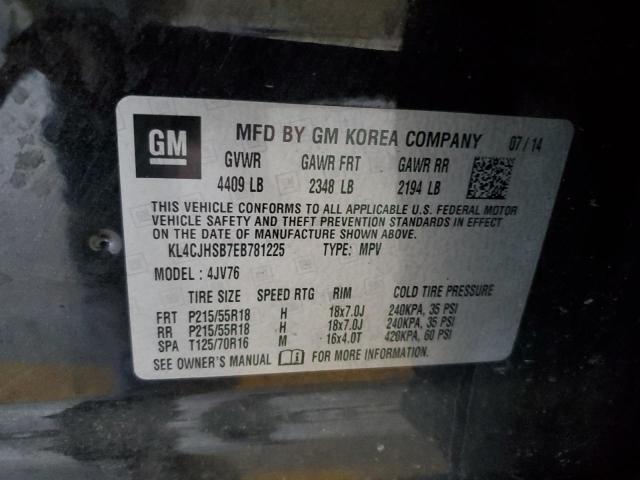 GM MFD BY GM KOREA COMPANY 07/14
GVWR GAWR FRT GAWR RR
4409 LB 2348 LB 2194 LB
THIS VEHICLE CONFORMS TO ALL APPLICABLE U.S. FEDERAL MOTOR
VEHICLE SAFETY AND THEFT PREVENTION STANDARDS IN EFFECT
ON THE DATE OF MANUFACTURE SHOWN ABOVE.
KL4CJHSB7EB781225 TYPE: MPV
MODEL: 4JV76
TIRE SIZE SPEED RTG RIM COLD TIRE PRESSURE
FRT P215/55R18 H 18x7.0J 240KPA, 35 PSI
RR P215/55R18 H 18x7.0J 240KPA, 35 PSI
SPA T125/70R16 M 16x4.0T 420KPA, 60 PSI
SEE OWNER'S MANUAL FOR MORE INFORMATION.